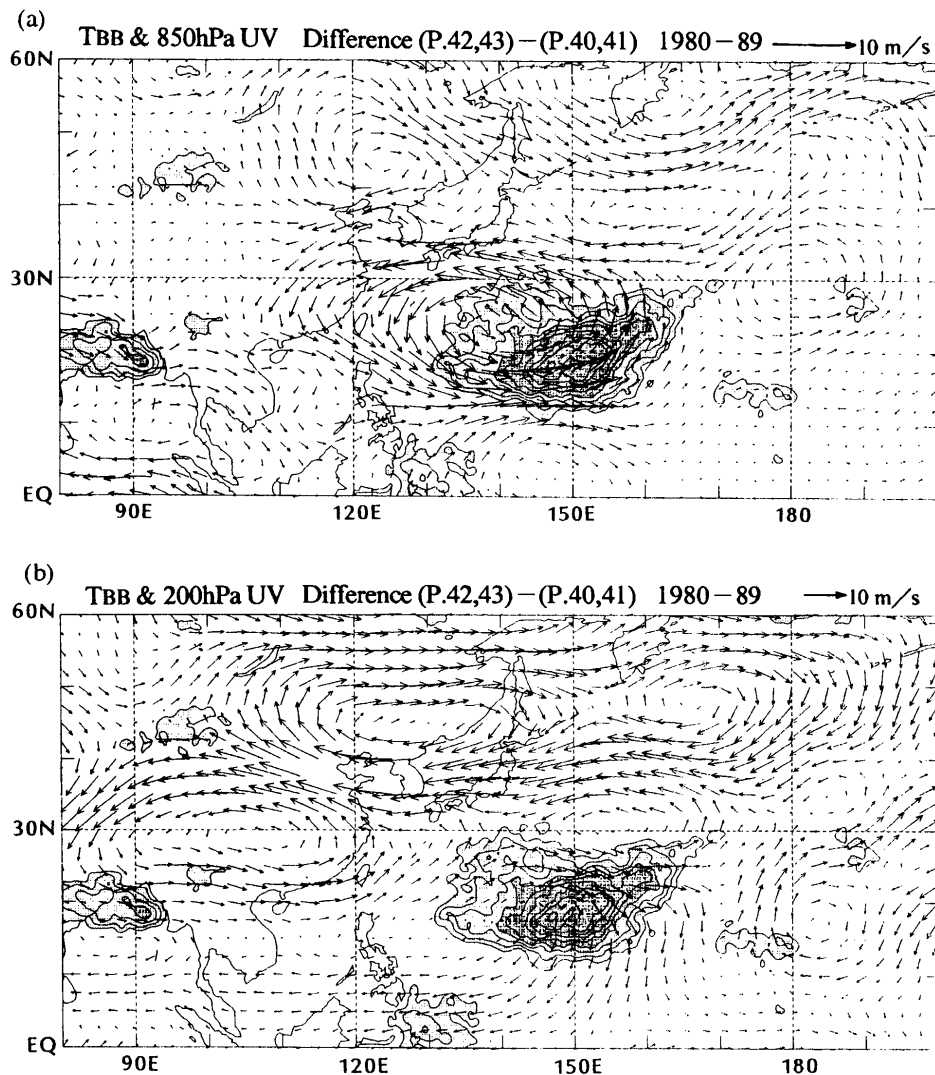 (a)
TBB & 850hPa UV Difference (P.42,43)－(P.40,41) 1980－89 10 m/s
60N
30N
EQ
90E 120E 150E 180
(b)
TBB & 200hPa UV Difference (P.42,43)－(P.40,41) 1980－89 10 m/s
60N
30N
EQ
90E 120E 150E 180